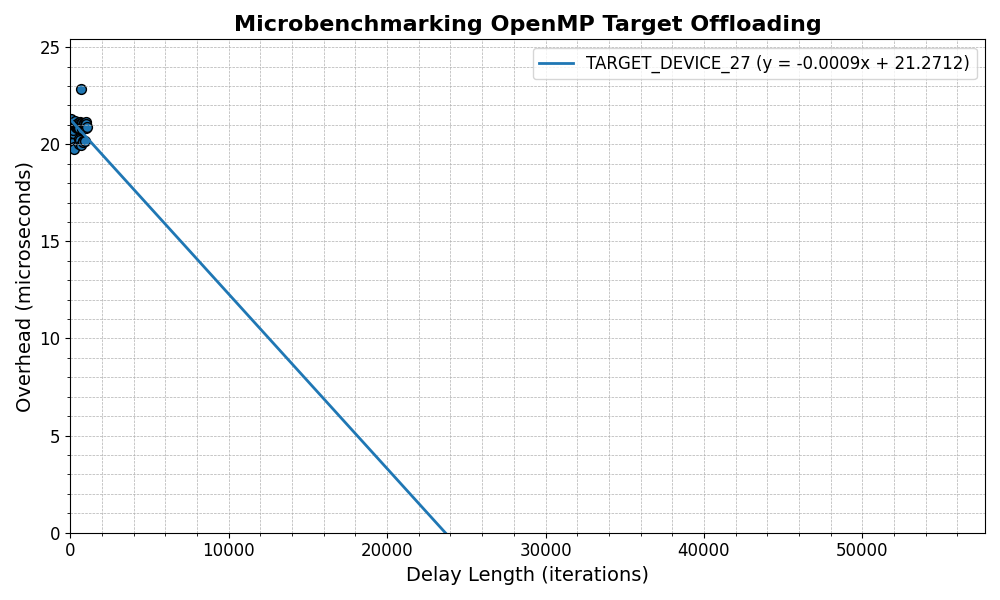 Microbenchmarking OpenMP Target Offloading
TARGET_DEVICE_27 (y = -0.0009x + 21.2712)
Overhead (microseconds)
25
20
15
10
5
0
0 10000 20000 30000 40000 50000
Delay Length (iterations)